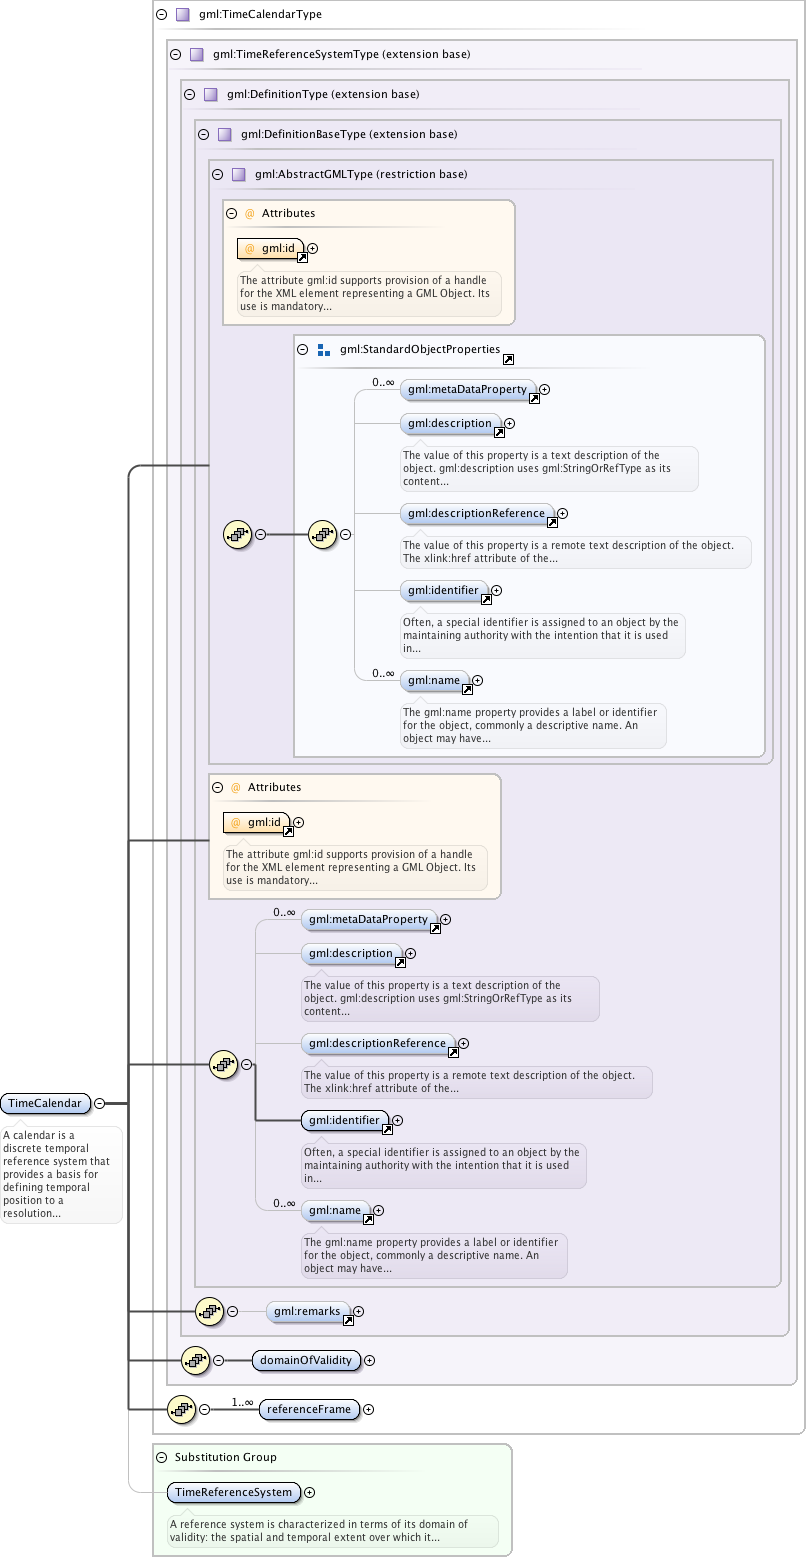 gml:TimeCalendarType
gml:TimeReferenceSystemType (extension base)
gml:DefinitionType (extension base)
gml:DefinitionBaseType (extension base)
gml:AbstractGMLType (restriction base)
@ Attributes
@ gml:id
The attribute gml:id supports provision of a handle
for the XML element representing a GML Object. Its
use is mandatory...
gml:StandardObjectProperties
0..∞
gml:metaDataProperty
gml:description
The value of this property is a text description of the
object. gml:description uses gml:StringOrRefType as its
content...
gml:descriptionReference
The value of this property is a remote text description of the object.
The xlink:href attribute of the...
gml:identifier
Often, a special identifier is assigned to an object by the
maintaining authority with the intention that it is used
in...
0..∞
gml:name
The gml:name property provides a label or identifier
for the object, commonly a descriptive name. An
object may have...
@ Attributes
@ gml:id
The attribute gml:id supports provision of a handle
for the XML element representing a GML Object. Its
use is mandatory...
0..∞
gml:metaDataProperty
gml:description
The value of this property is a text description of the
object. gml:description uses gml:StringOrRefType as its
content...
gml:descriptionReference
The value of this property is a remote text description of the object.
The xlink:href attribute of the...
TimeCalendar
A calendar is a
discrete temporal
reference system that
provides a basis for
defining temporal
position to a
resolution...
gml:identifier
Often, a special identifier is assigned to an object by the
maintaining authority with the intention that it is used
in...
0..∞
gml:name
The gml:name property provides a label or identifier
for the object, commonly a descriptive name. An
object may have...
gml:remarks
domainOfValidity
1..∞
referenceFrame
Substitution Group
TimeReferenceSystem
A reference system is characterized in terms of its domain of
validity: the spatial and temporal extent over which it...